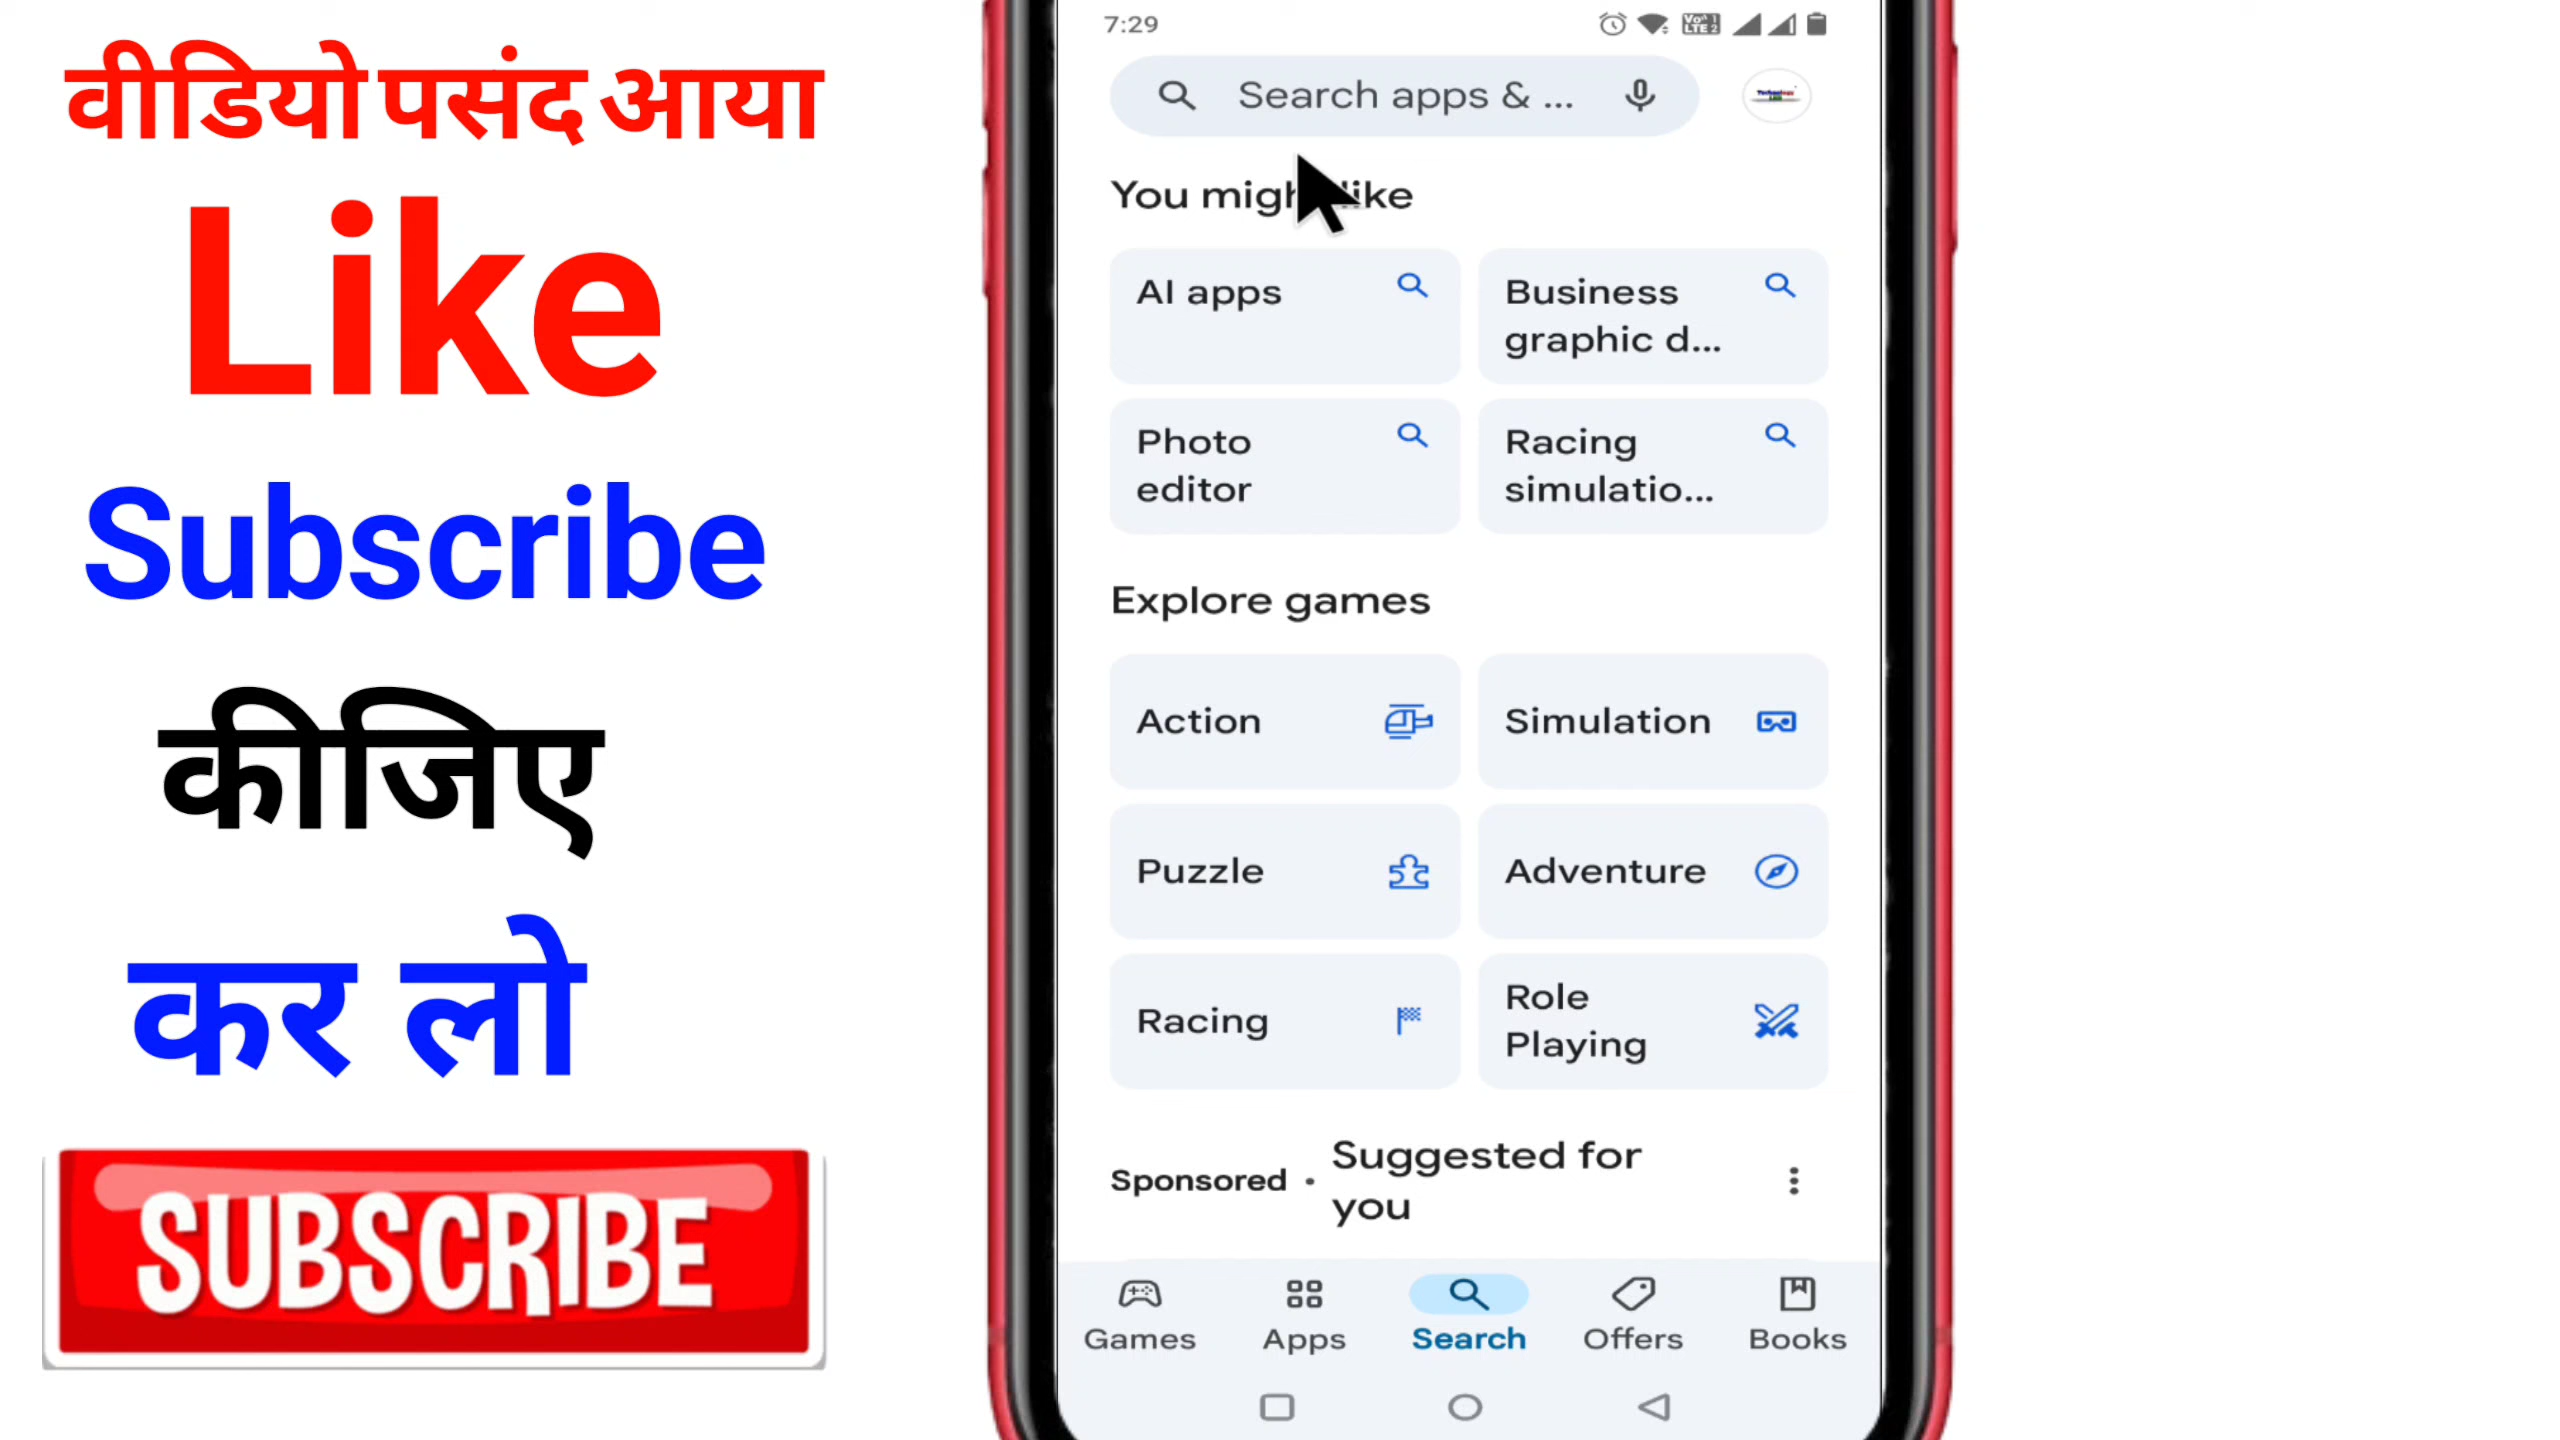 वीडियो पसंद आया
Like
Subscribe
कीजिए
कर लो
SUBSCRIBE
7:29
Search apps & ...
You might like
AI apps
Business
graphic d...
Photo
editor
Racing
simulatio...
Explore games
Action
Simulation
Puzzle
Adventure
Racing
Role
Playing
Sponsored •
Suggested for
you
Games
Apps
Search
Offers
Books